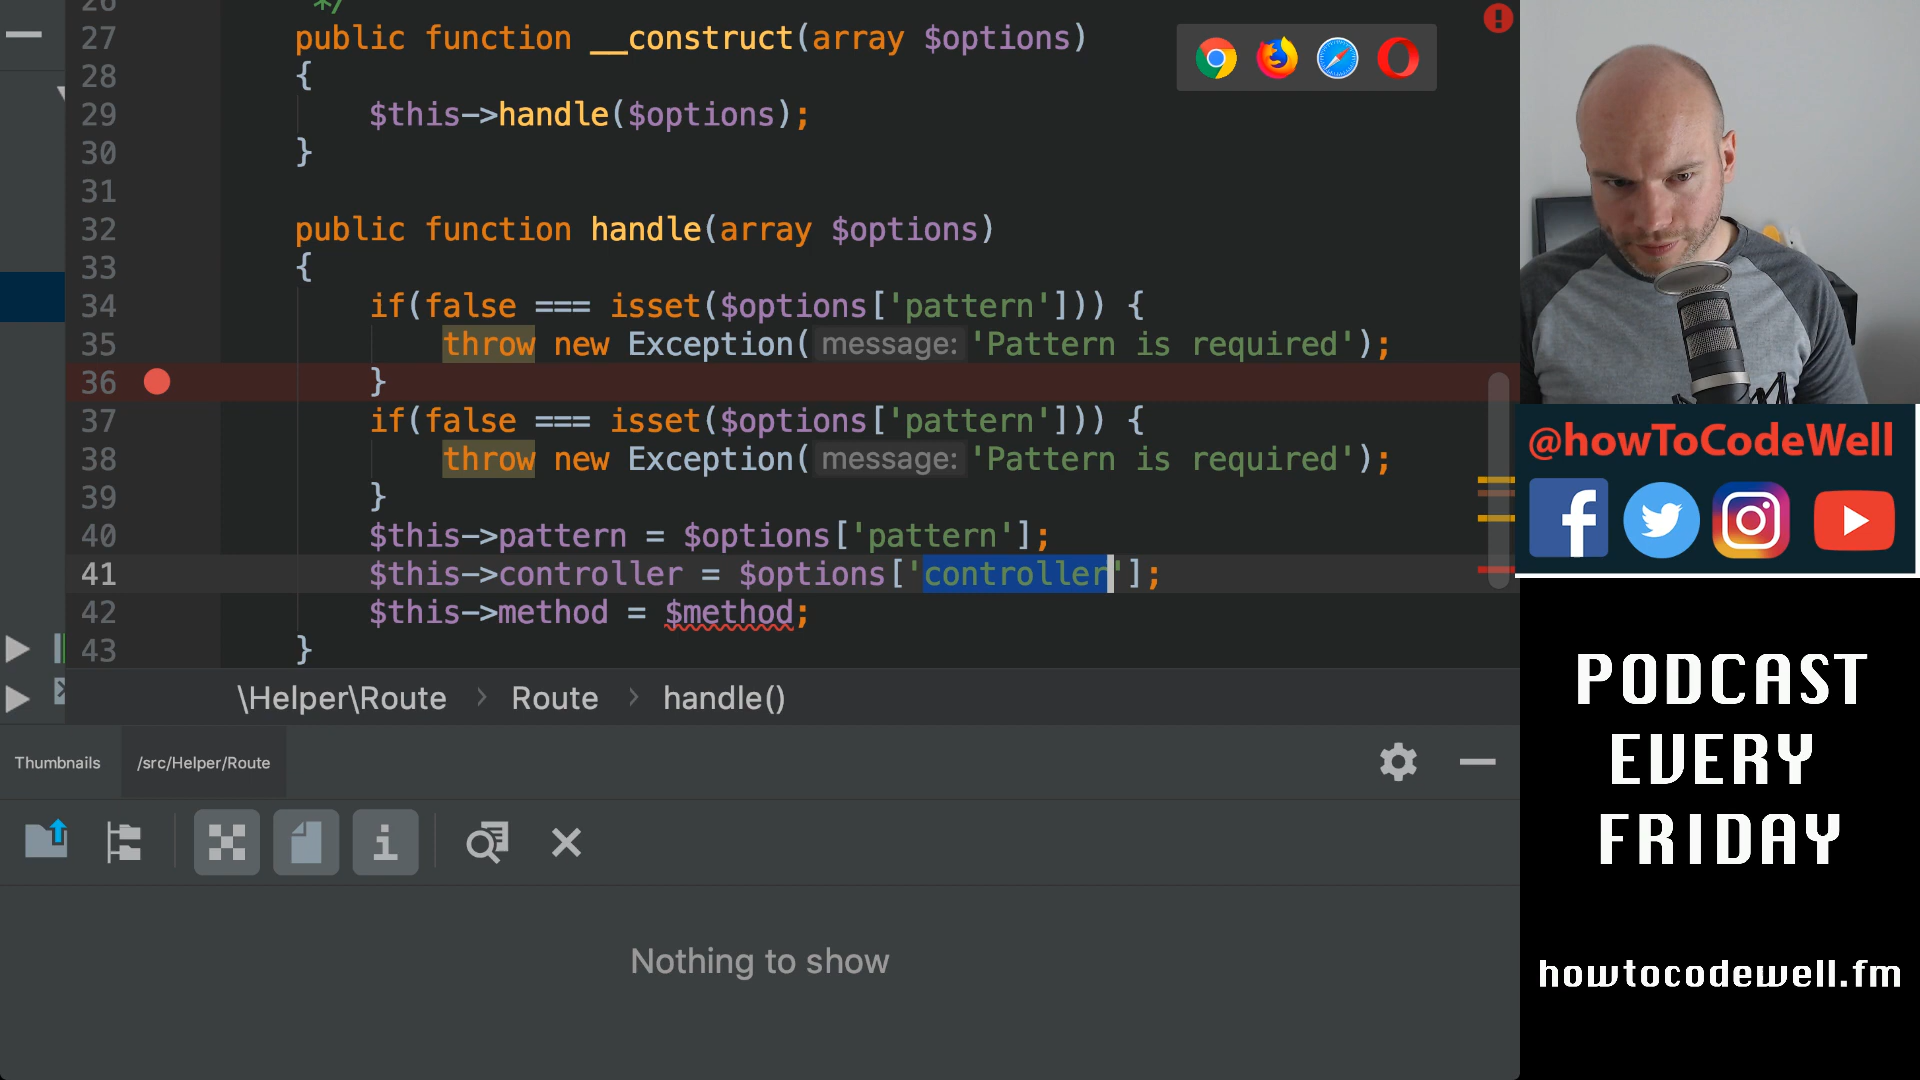 26 */
27 public function __construct(array $options)
28 {
29 $this->handle($options);
30 }
31
32 public function handle(array $options)
33 {
34 if(false === isset($options['pattern'])) {
35 throw new Exception( message: 'Pattern is required');
36 }
37 if(false === isset($options['pattern'])) {
38 throw new Exception( message: 'Pattern is required');
39 }
40 $this->pattern = $options['pattern'];
41 $this->controller = $options['controller'];
42 $this->method = $method;
43 }
\Helper\Route > Route > handle()
Thumbnails /src/Helper/Route
Nothing to show
@howToCodeWell
PODCAST
EVERY
FRIDAY
howtocodewell.fm